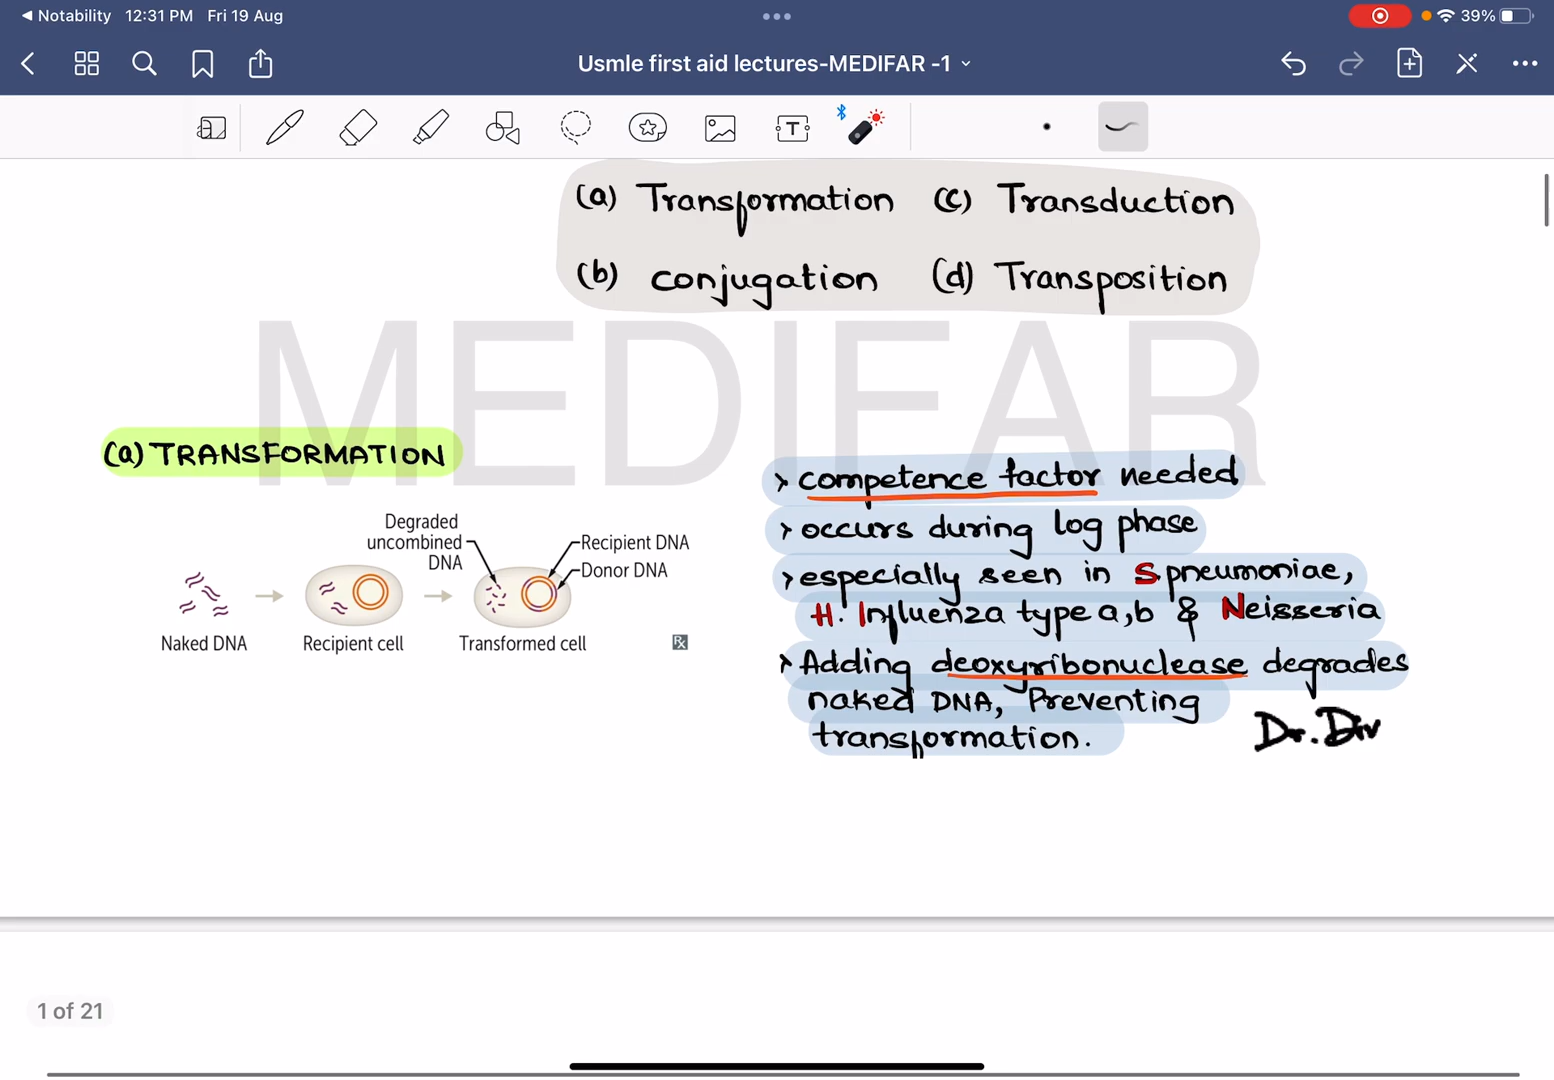 Notability 12:31 PM Fri 19 Aug
39%
Usmle first aid lectures-MEDIFAR -1
(a) Transformation (c) Transduction
(b) conjugation (d) Transposition
MEDIFAR
(a) TRANSFORMATION
Degraded
uncombined
DNA
Recipient DNA
Donor DNA
Naked DNA
Recipient cell
Transformed cell
Rx
> competence factor needed
> occurs during log phase
> especially seen in S.pneumoniae,
H. Influenza type a,b & Neisseria
> Adding deoxyribonuclease degrades
naked DNA, Preventing
transformation.
Dr. Div
1 of 21